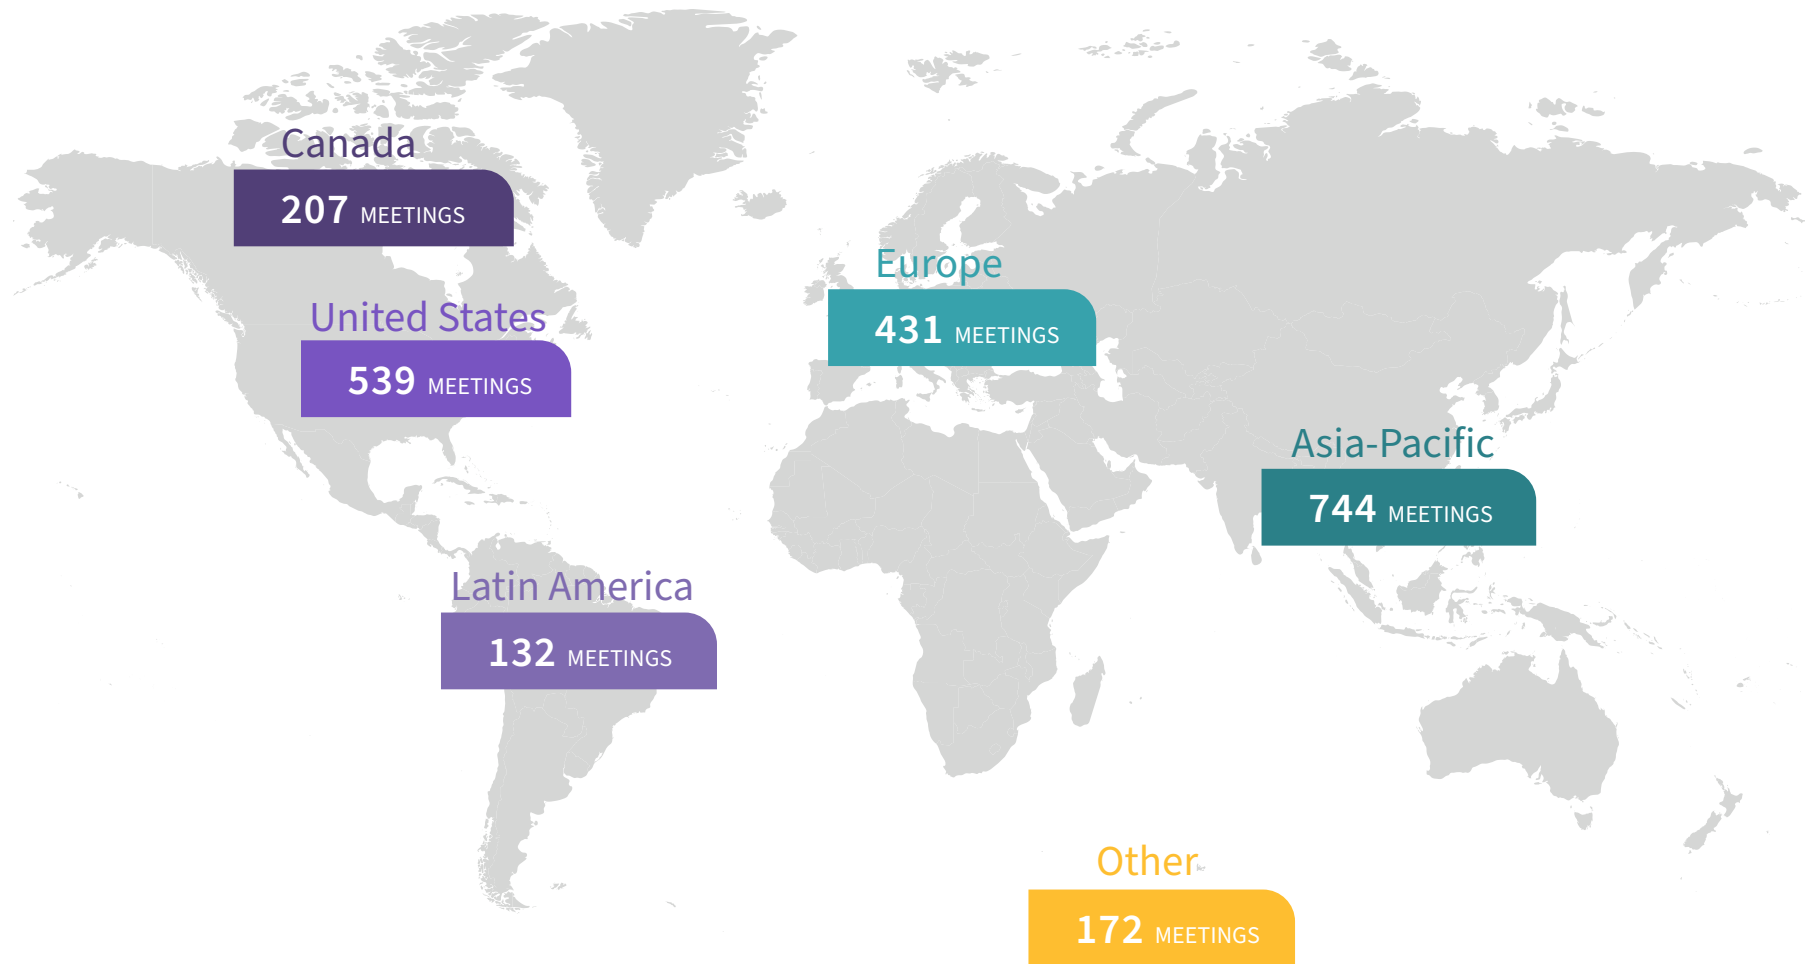 Canada
207 MEETINGS
United States
539 MEETINGS
Europe
431 MEETINGS
Asia-Pacific
744 MEETINGS
Latin America
132 MEETINGS
Other
172 MEETINGS